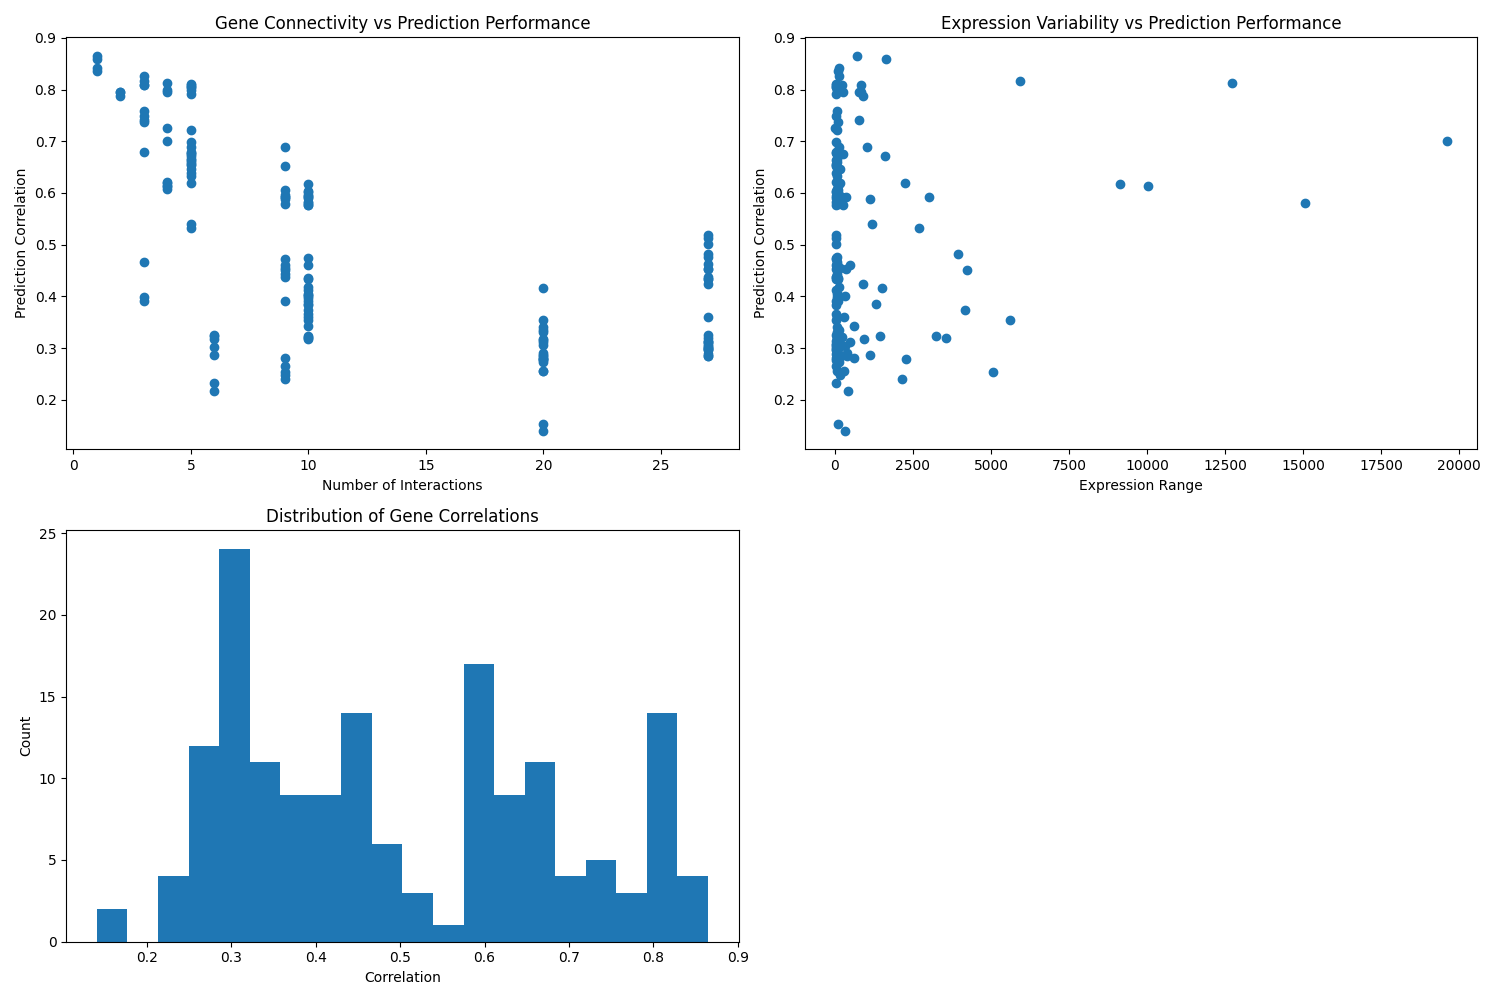 Gene Connectivity vs Prediction Performance
0.9
0.8
0.7
0.6
0.5
0.4
0.3
0.2
Prediction Correlation
0 5 10 15 20 25
Number of Interactions
Expression Variability vs Prediction Performance
0.9
0.8
0.7
0.6
0.5
0.4
0.3
0.2
Prediction Correlation
0 2500 5000 7500 10000 12500 15000 17500 20000
Expression Range
Distribution of Gene Correlations
25
20
15
10
5
0
Count
0.2 0.3 0.4 0.5 0.6 0.7 0.8 0.9
Correlation